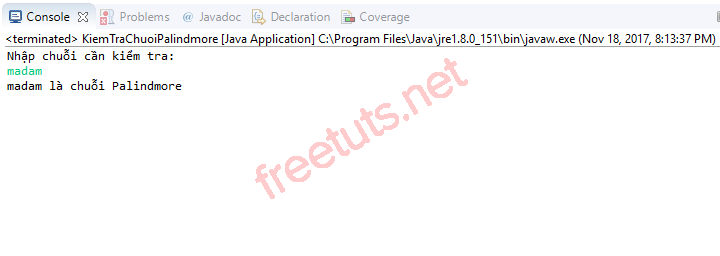 Console Problems @ Javadoc Declaration Coverage
<terminated> KiemTraChuoiPalindmore [Java Application] C:\Program Files\Java\jre1.8.0_151\bin\javaw.exe (Nov 18, 2017, 8:13:37 PM)
Nhập chuỗi cần kiểm tra:
madam
madam là chuỗi Palindmore
freetuts.net